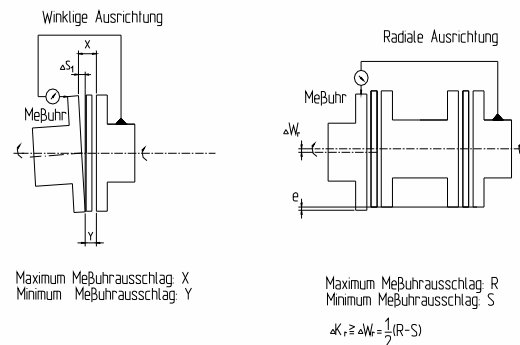 Winklige Ausrichtung
X
ΔS₁
Meßuhr
Y
Maximum Meßuhrausschlag: X
Minimum Meßuhrausschlag: Y
Radiale Ausrichtung
Meßuhr
ΔWᵣ
e
Maximum Meßuhrausschlag: R
Minimum Meßuhrausschlag: S
ΔKᵣ ≧ ΔWᵣ = 1/2 (R-S)